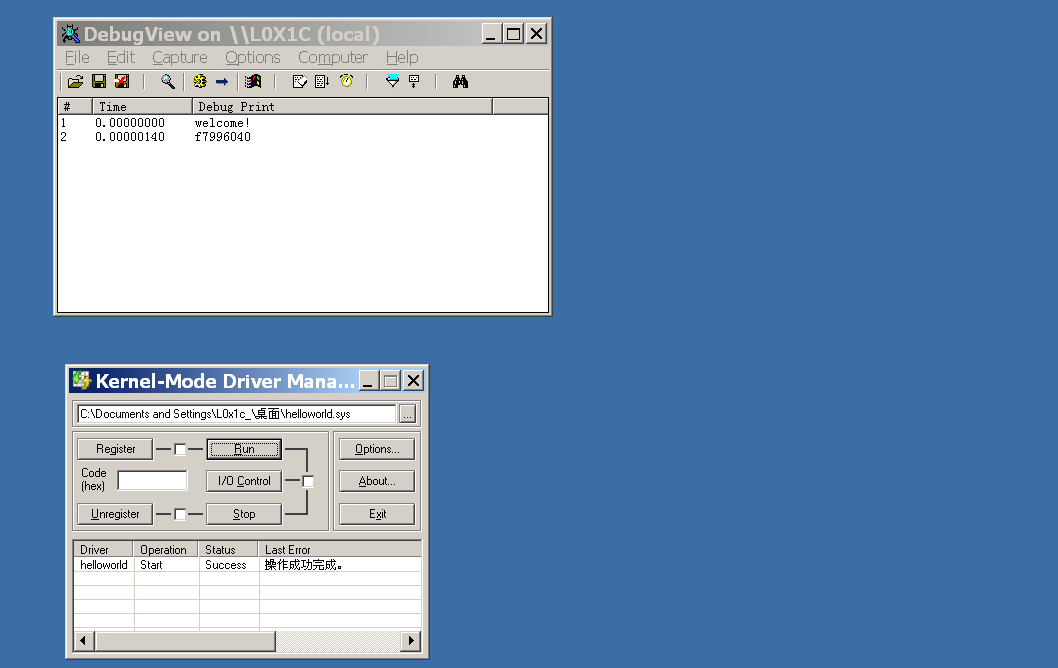 DebugView on \\L0X1C (local)
File Edit Capture Options Computer Help
# Time Debug Print
1 0.00000000 welcome!
2 0.00000140 f7996040
Kernel-Mode Driver Mana...
C:\Documents and Settings\L0x1c_\桌面\helloworld.sys ...
Register Run Options...
Code (hex) I/O Control About...
Unregister Stop Exit
Driver Operation Status Last Error
helloworld Start Success 操作成功完成。